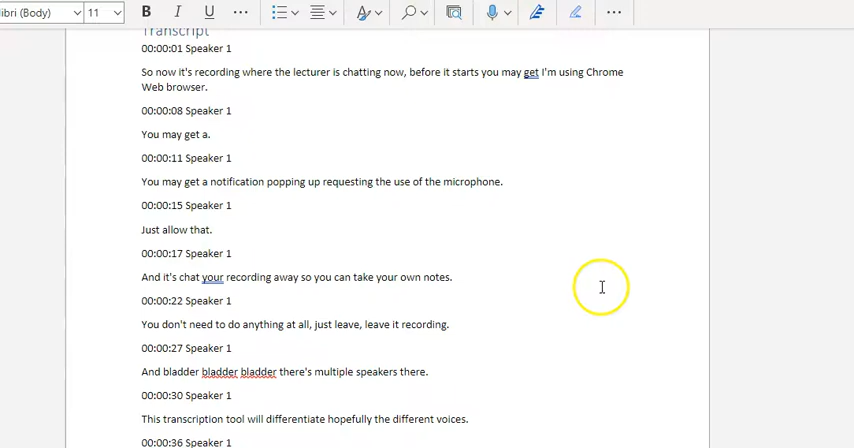 libri (Body)
11
B I U
Transcript
00:00:01 Speaker 1
So now it's recording where the lecturer is chatting now, before it starts you may get I'm using Chrome
Web browser.
00:00:08 Speaker 1
You may get a.
00:00:11 Speaker 1
You may get a notification popping up requesting the use of the microphone.
00:00:15 Speaker 1
Just allow that.
00:00:17 Speaker 1
And it's chat your recording away so you can take your own notes.
00:00:22 Speaker 1
You don't need to do anything at all, just leave, leave it recording.
00:00:27 Speaker 1
And bladder bladder bladder there's multiple speakers there.
00:00:30 Speaker 1
This transcription tool will differentiate hopefully the different voices.
00:00:36 Speaker 1